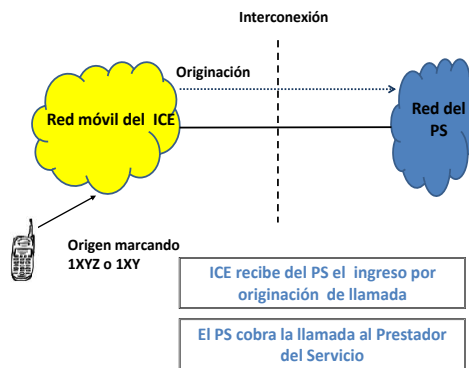 Interconexión
Originación
Red móvil del ICE
Red del
PS
Origen marcando
1XYZ o 1XY
ICE recibe del PS el ingreso por
originación de llamada
El PS cobra la llamada al Prestador
del Servicio